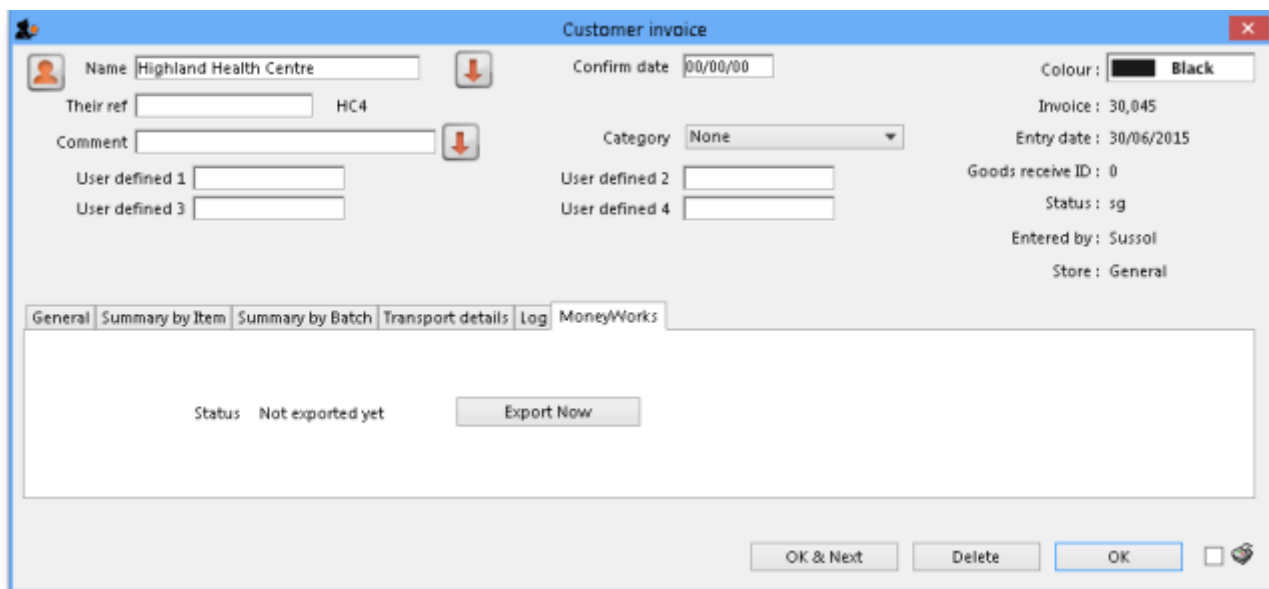 Customer invoice
Name Highland Health Centre Confirm date 00/00/00 Colour : Black
Their ref HC4 Invoice : 30,045
Comment Category None Entry date : 30/06/2015
User defined 1 User defined 2 Goods receive ID : 0
User defined 3 User defined 4 Status : sg
Entered by : Sussol
Store : General
General Summary by Item Summary by Batch Transport details Log MoneyWorks
Status Not exported yet Export Now
OK & Next Delete OK